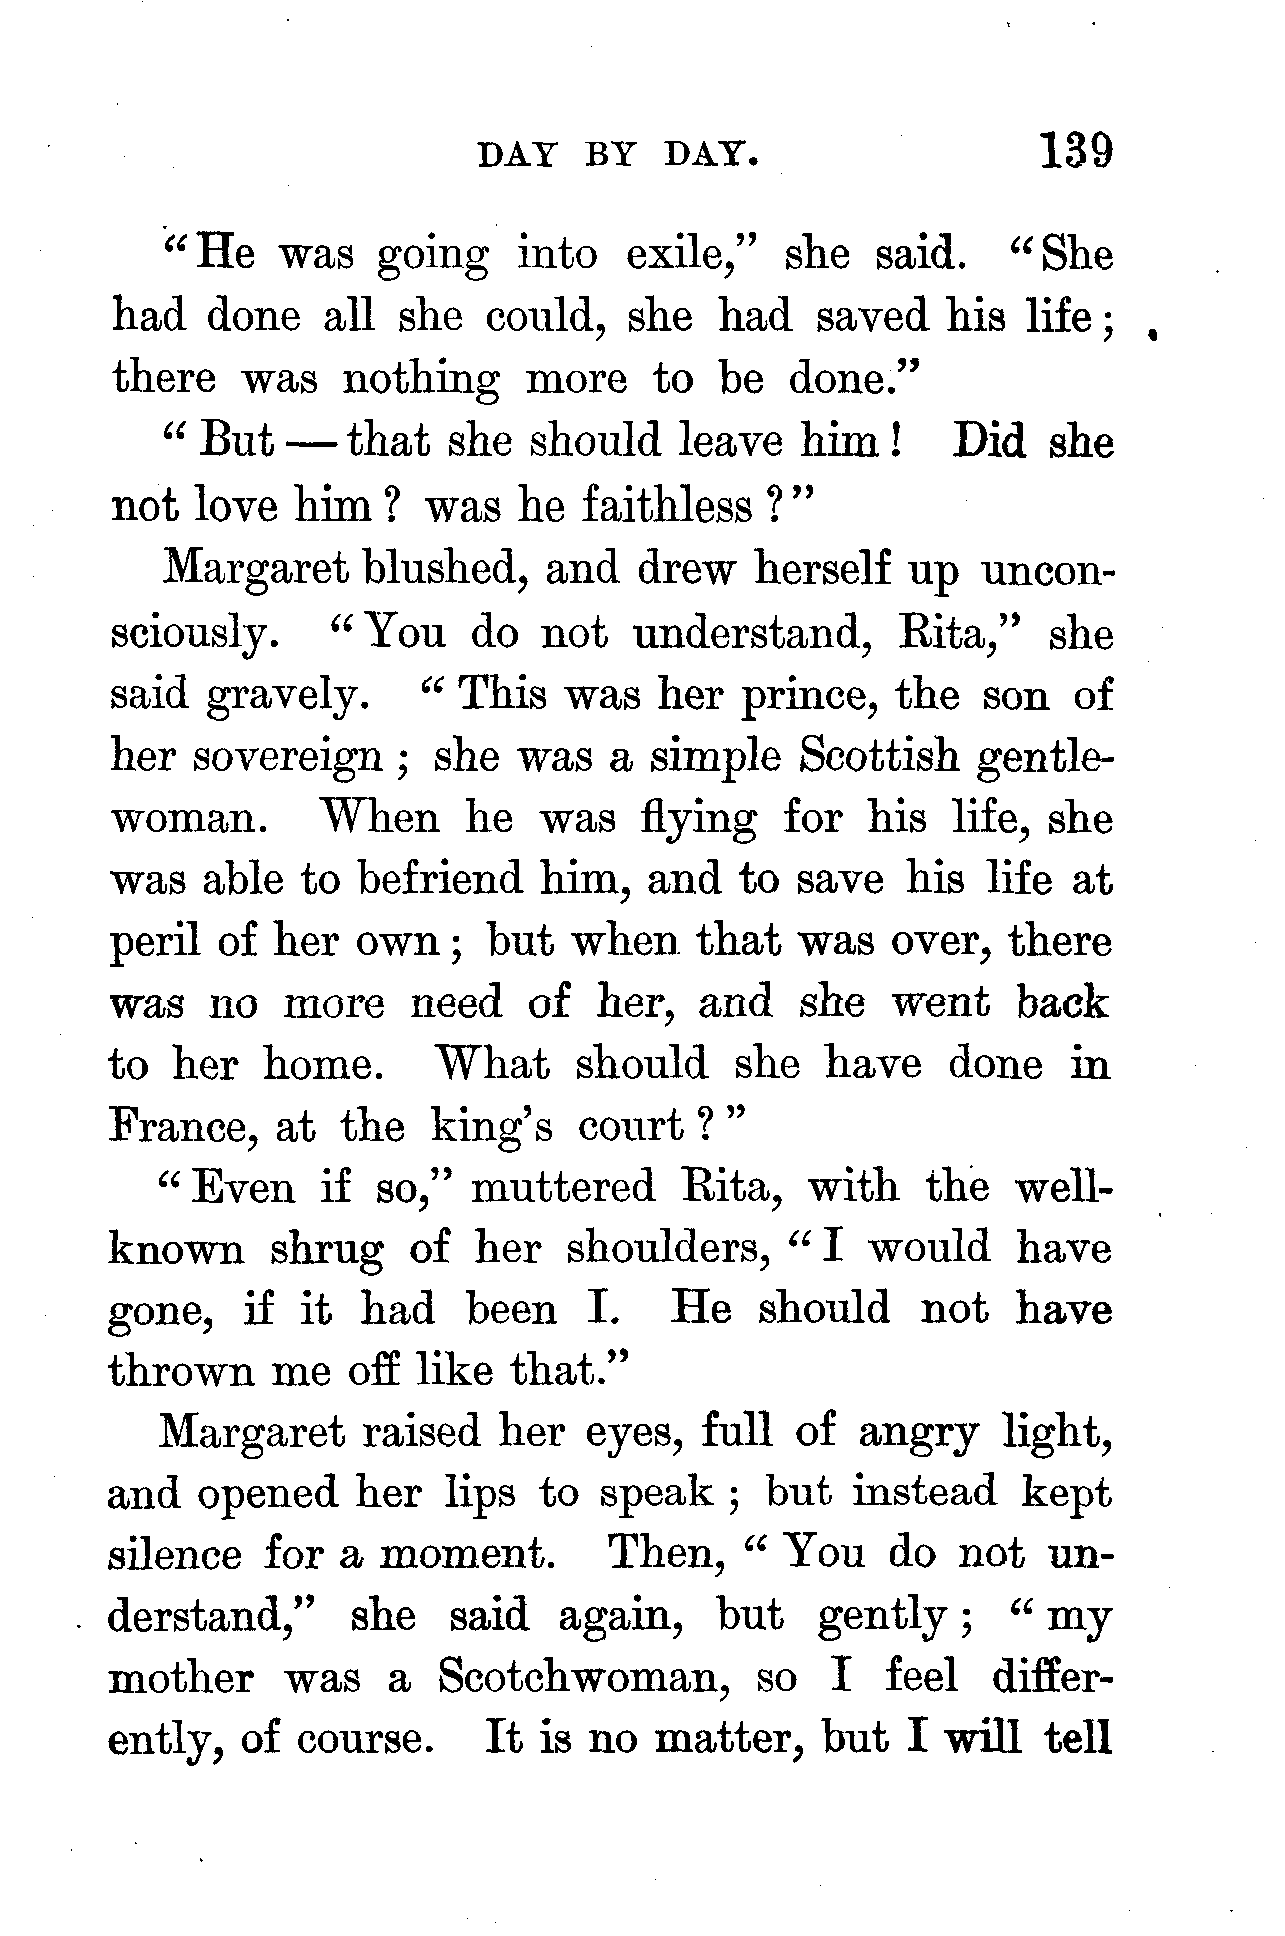 DAY BY DAY. 139
"He was going into exile," she said. "She
had done all she could, she had saved his life;
there was nothing more to be done."
"But — that she should leave him! Did she
not love him? was he faithless?"
Margaret blushed, and drew herself up uncon-
sciously. "You do not understand, Rita," she
said gravely. "This was her prince, the son of
her sovereign; she was a simple Scottish gentle-
woman. When he was flying for his life, she
was able to befriend him, and to save his life at
peril of her own; but when that was over, there
was no more need of her, and she went back
to her home. What should she have done in
France, at the king's court?"
"Even if so," muttered Rita, with the well-
known shrug of her shoulders, "I would have
gone, if it had been I. He should not have
thrown me off like that."
Margaret raised her eyes, full of angry light,
and opened her lips to speak; but instead kept
silence for a moment. Then, "You do not un-
derstand," she said again, but gently; "my
mother was a Scotchwoman, so I feel differ-
ently, of course. It is no matter, but I will tell